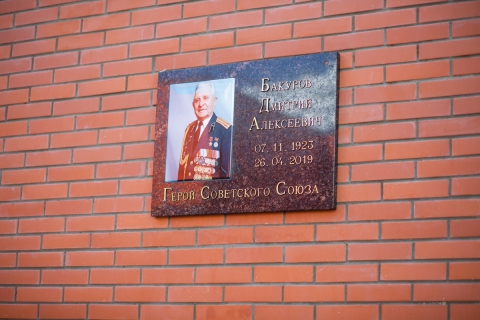 Бакуров
Дмитрий
Алексеевич
07. 11. 1923
26. 04. 2019
Герой Советского Союза